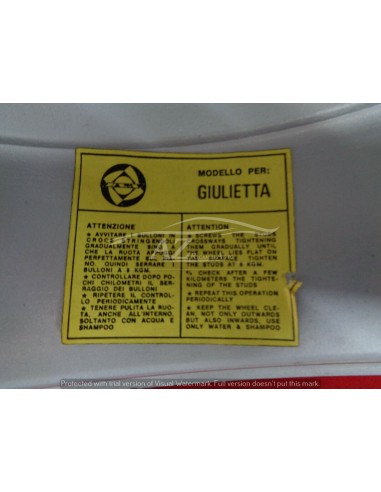 MODELLO PER:
GIULIETTA
ATTENZIONE
★ AVVITARE I BULLONI IN
CROCE STRINGENDOLI
GRADUALMENTE SINO A
CHE LA RUOTA APPOGGI
PERFETTAMENTE SUL PIA-
NO. QUINDI SERRARE I
BULLONI A 8 KGM.
★ CONTROLLARE DOPO PO-
CHI CHILOMETRI IL SER-
RAGGIO DEI BULLONI
★ RIPETERE IL CONTROL-
LO PERIODICAMENTE
★ TENERE PULITA LA RUO-
TA, ANCHE ALL'INTERNO,
SOLTANTO CON ACQUA E
SHAMPOO
ATTENTION
★ SCREWS THE STUDS
CROSSWAYS TIGHTENING
THEM GRADUALLY UNTIL
THE WHEEL LIES FLAT ON
THE SURFACE TIGHTEN
THE STUDS AT 8 KGM.
CHECK AFTER A FEW
KILOMETERS THE TIGHTE-
NING OF THE STUDS
★ REPEAT THIS OPERATION
PERIODICALLY
★ KEEP THE WHEEL CLE-
AN, NOT ONLY OUTWARDS
BUT ALSO INWARDS, USE
ONLY WATER & SHAMPOO
Protected with trial version of Visual Watermark. Full version doesn't put this mark.